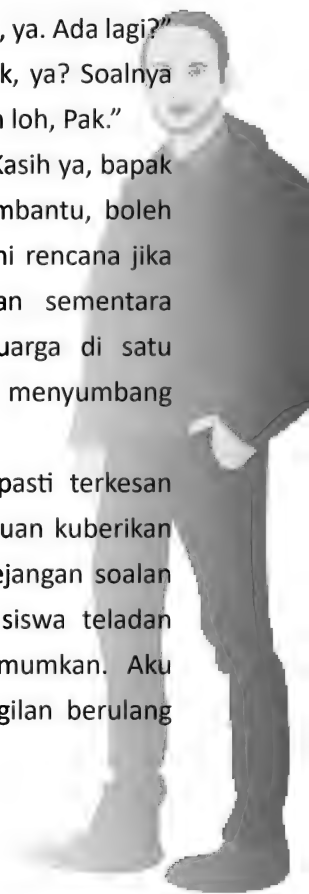 , ya. Ada lagi?"
k, ya? Soalnya
n loh, Pak."
Kasih ya, bapak
mbantu, boleh
ni rencana jika
an sementara
uarga di satu
menyumbang
pasti terkesan
uan kuberikan
ejangan soalan
siswa teladan
mumkan. Aku
gilan berulang